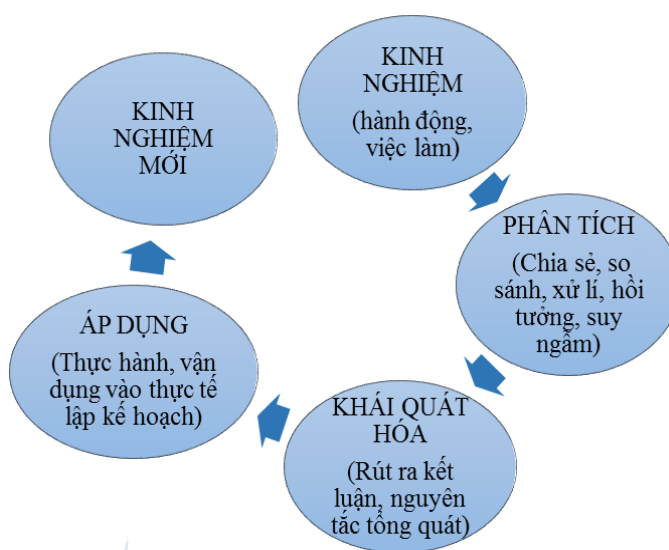 KINH
NGHIỆM
(hành động,
việc làm)
PHÂN TÍCH
(Chia sẻ, so
sánh, xử lí, hồi
tưởng, suy
ngẫm)
KHÁI QUÁT
HÓA
(Rút ra kết
luận, nguyên
tắc tổng quát)
ÁP DỤNG
(Thực hành, vận
dụng vào thực tế
lập kế hoạch)
KINH
NGHIỆM
MỚI